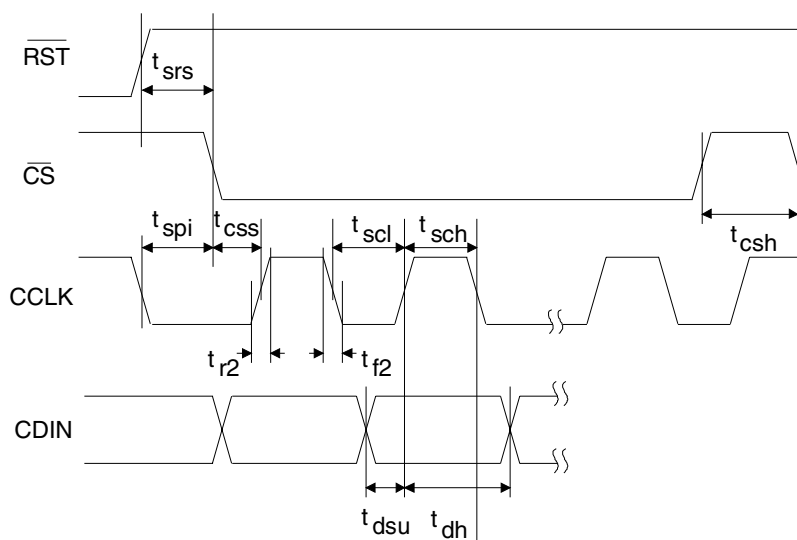 RST
t srs
CS
t spi
t css
t scl
t sch
t csh
CCLK
t r2
t f2
CDIN
t dsu
t dh